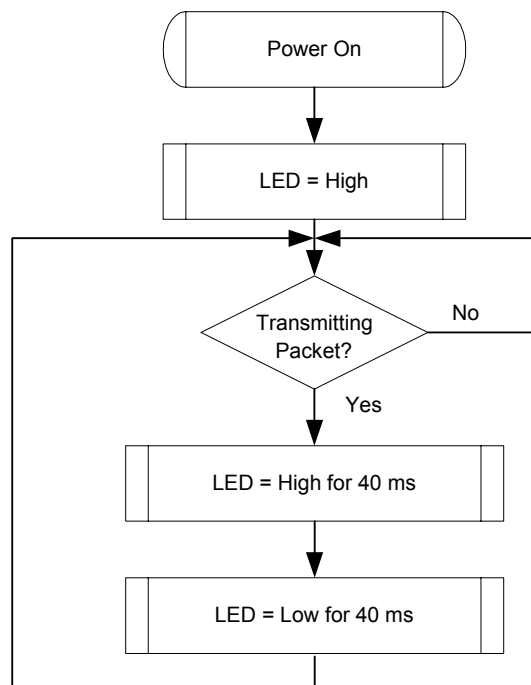 Power On
LED = High
Transmitting
Packet?
No
Yes
LED = High for 40 ms
LED = Low for 40 ms